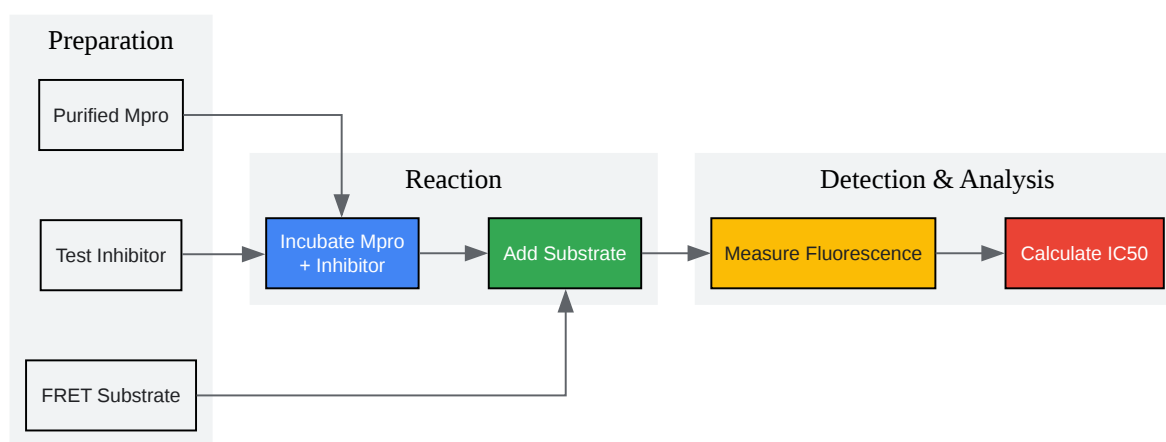 Preparation
Purified Mpro
Test Inhibitor
FRET Substrate
Reaction
Incubate Mpro
+ Inhibitor
Add Substrate
Detection & Analysis
Measure Fluorescence
Calculate IC50